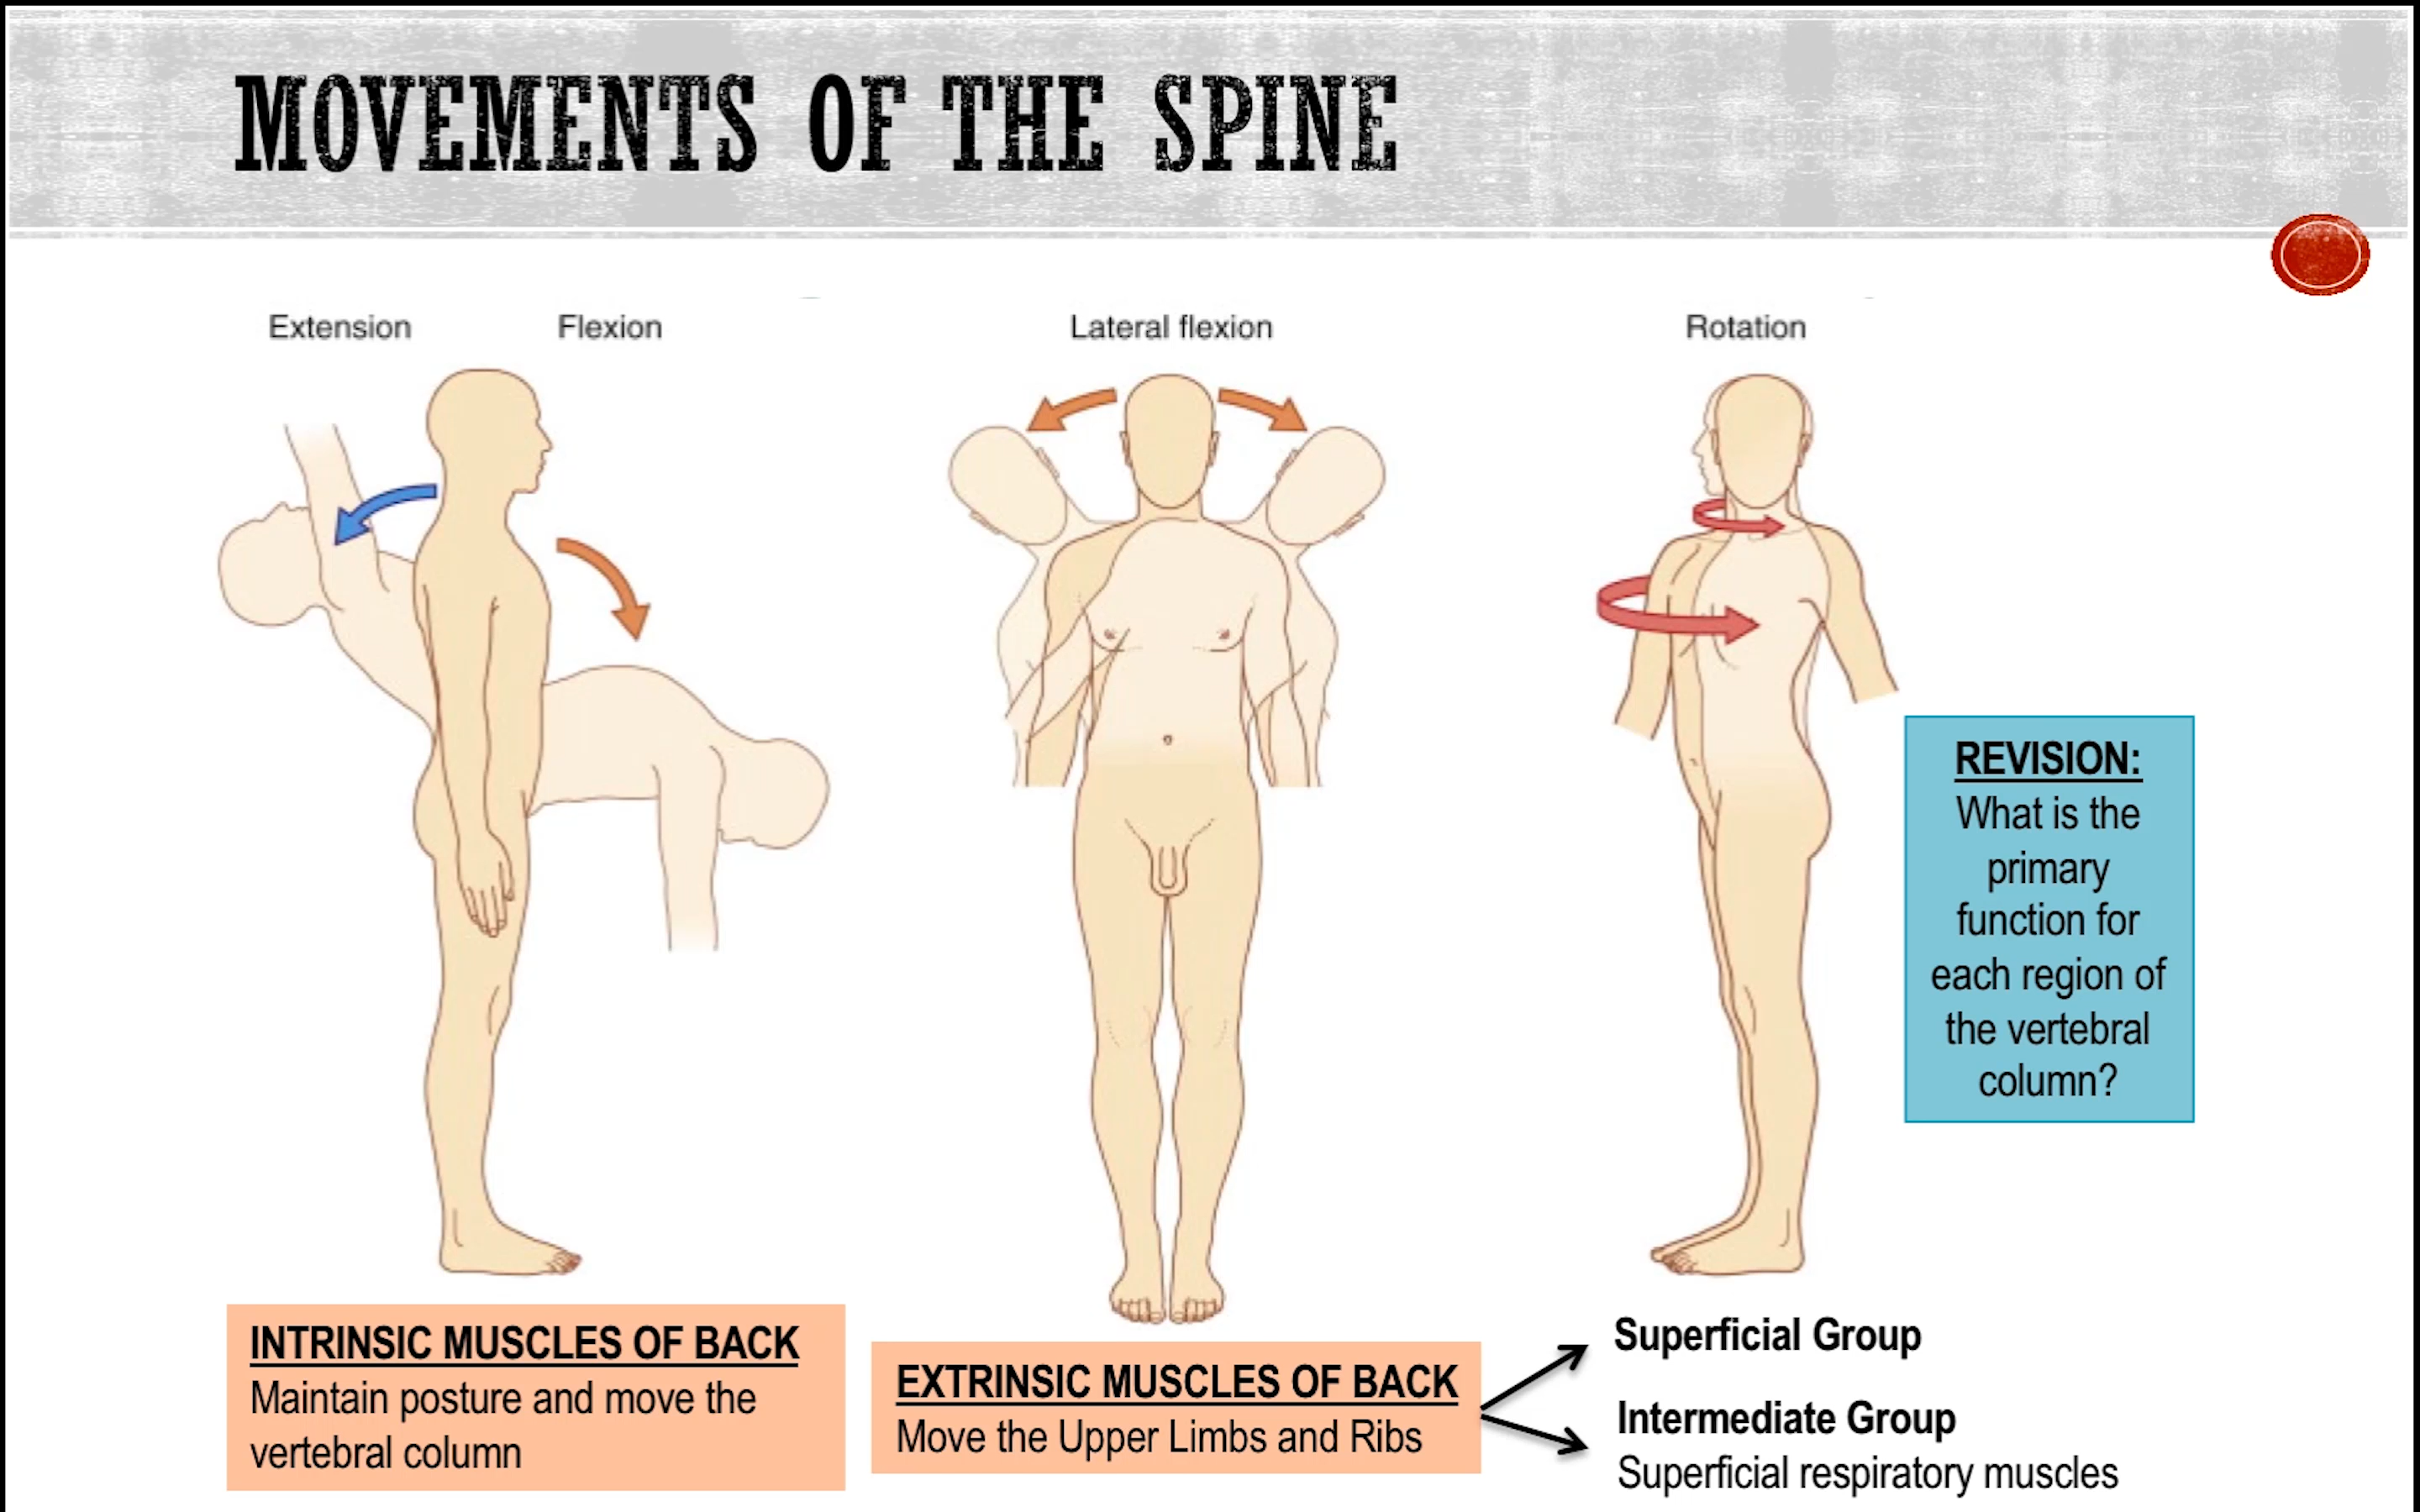 MOVEMENTS OF THE SPINE
Extension
Flexion
Lateral flexion
Rotation
REVISION:
What is the
primary
function for
each region of
the vertebral
column?
INTRINSIC MUSCLES OF BACK
Maintain posture and move the
vertebral column
EXTRINSIC MUSCLES OF BACK
Move the Upper Limbs and Ribs
Superficial Group
Intermediate Group
Superficial respiratory muscles